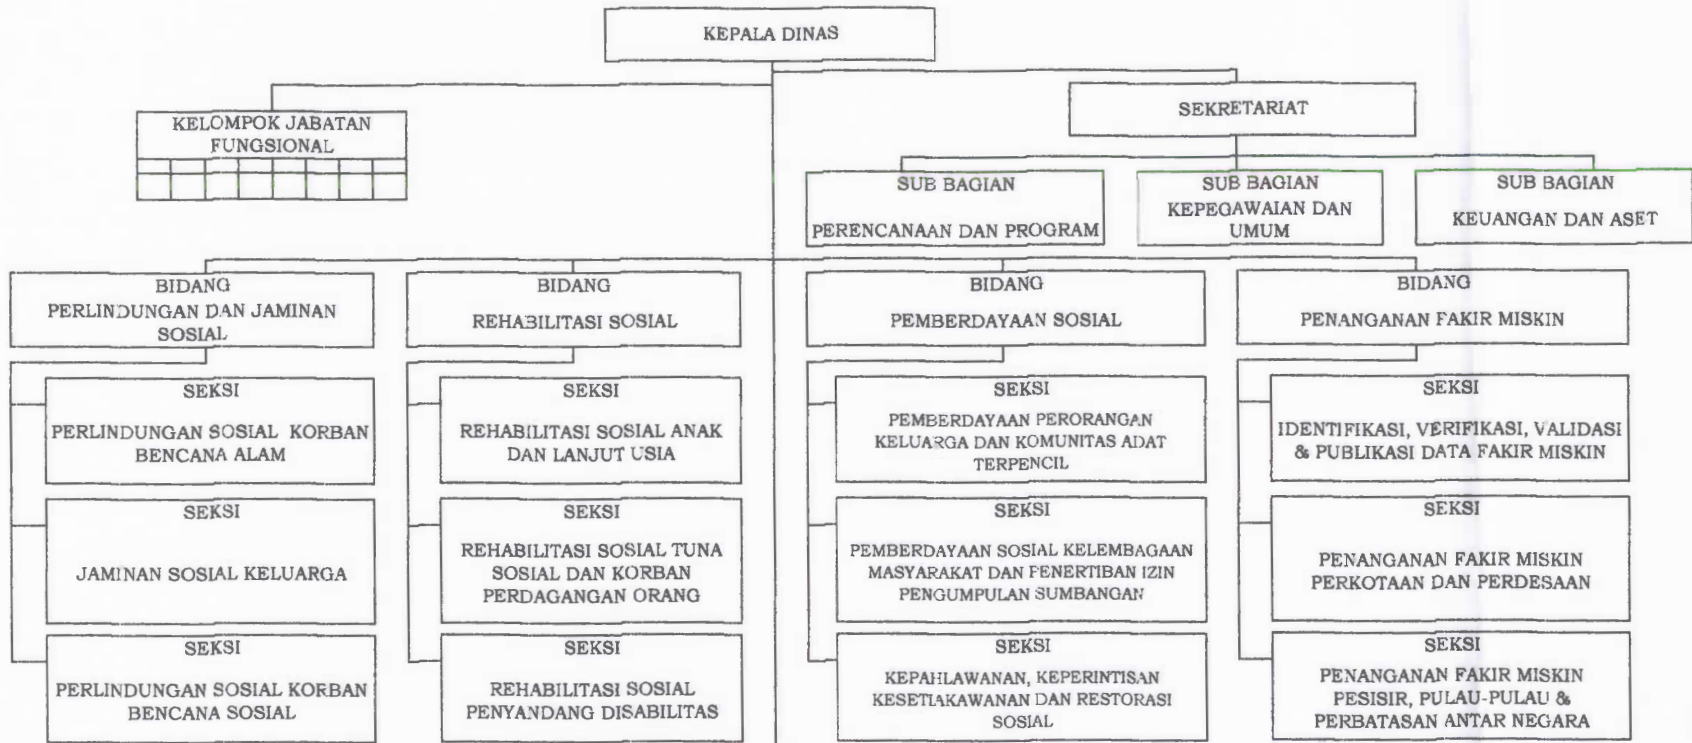 KEPALA DINAS
KELOMPOK JABATAN
FUNGSIONAL
SEKRETARIAT
SUB BAGIAN
PERENCANAAN DAN PROGRAM
SUB BAGIAN
KEPEGAWAIAN DAN
UMUM
SUB BAGIAN
KEUANGAN DAN ASET
BIDANG
PERLINDUNGAN DAN JAMINAN
SOSIAL
SEKSI
PERLINDUNGAN SOSIAL KORBAN
BENCANA ALAM
SEKSI
JAMINAN SOSIAL KELUARGA
SEKSI
PERLINDUNGAN SOSIAL KORBAN
BENCANA SOSIAL
BIDANG
REHABILITASI SOSIAL
SEKSI
REHABILITASI SOSIAL ANAK
DAN LANJUT USIA
SEKSI
REHABILITASI SOSIAL TUNA
SOSIAL DAN KORBAN
PERDAGANGAN ORANG
SEKSI
REHABILITASI SOSIAL
PENYANDANG DISABILITAS
BIDANG
PEMBERDAYAAN SOSIAL
SEKSI
PEMBERDAYAAN PERORANGAN
KELUARGA DAN KOMUNITAS ADAT
TERPENCIL
SEKSI
PEMBERDAYAAN SOSIAL KELEMBAGAAN
MASYARAKAT DAN PENERTIBAN IZIN
PENGUMPULAN SUMBANGAN
SEKSI
KEPAHLAWANAN, KEPERINTISAN
KESETIAKAWANAN DAN RESTORASI
SOSIAL
BIDANG
PENANGANAN FAKIR MISKIN
SEKSI
IDENTIFIKASI, VERIFIKASI, VALIDASI
& PUBLIKASI DATA FAKIR MISKIN
SEKSI
PENANGANAN FAKIR MISKIN
PERKOTAAN DAN PERDESAAN
SEKSI
PENANGANAN FAKIR MISKIN
PESISIR, PULAU-PULAU &
PERBATASAN ANTAR NEGARA